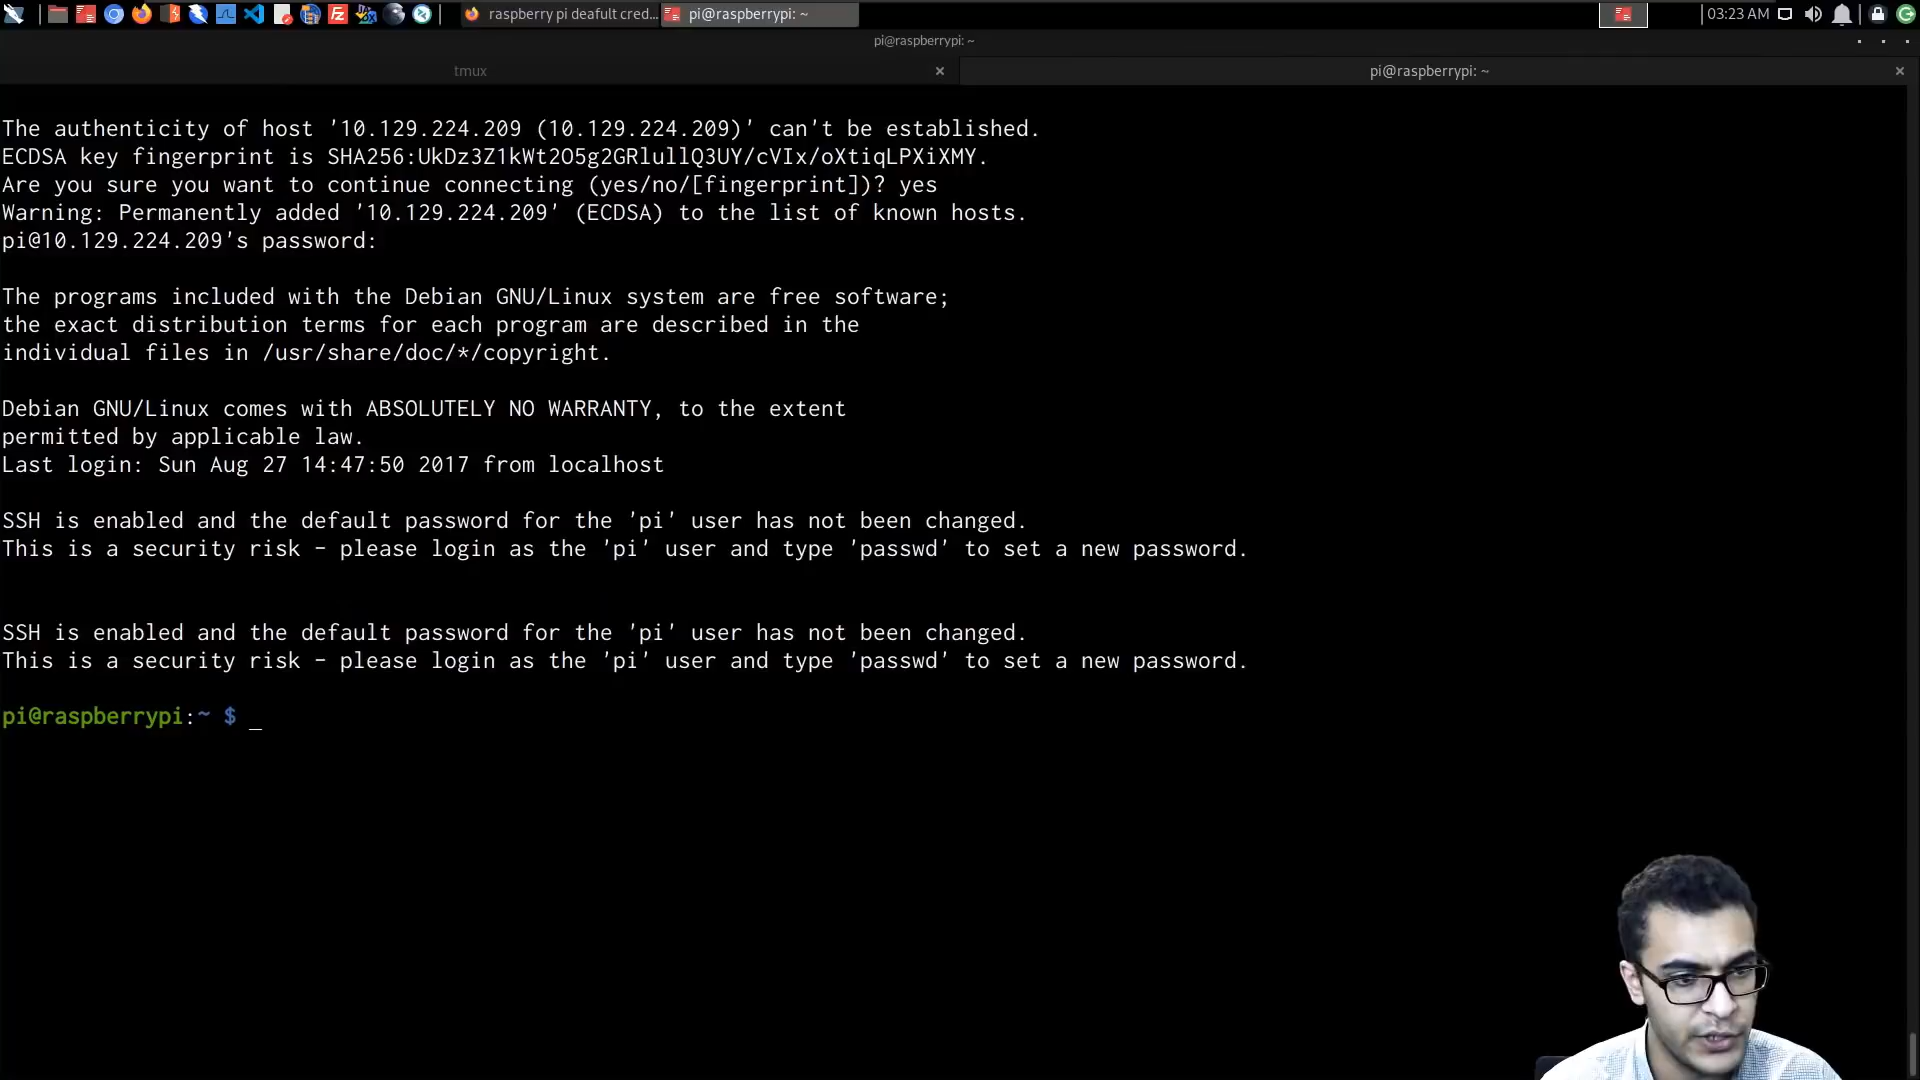 raspberry pi deafult cred...
pi@raspberrypi: ~
03:23 AM
pi@raspberrypi: ~
tmux
pi@raspberrypi: ~
The authenticity of host '10.129.224.209 (10.129.224.209)' can't be established.
ECDSA key fingerprint is SHA256:UkDz3Z1kWt2O5g2GRlullQ3UY/cVIx/oXtiqLPXiXMY.
Are you sure you want to continue connecting (yes/no/[fingerprint])? yes
Warning: Permanently added '10.129.224.209' (ECDSA) to the list of known hosts.
pi@10.129.224.209's password:
The programs included with the Debian GNU/Linux system are free software;
the exact distribution terms for each program are described in the
individual files in /usr/share/doc/*/copyright.
Debian GNU/Linux comes with ABSOLUTELY NO WARRANTY, to the extent
permitted by applicable law.
Last login: Sun Aug 27 14:47:50 2017 from localhost
SSH is enabled and the default password for the 'pi' user has not been changed.
This is a security risk - please login as the 'pi' user and type 'passwd' to set a new password.
SSH is enabled and the default password for the 'pi' user has not been changed.
This is a security risk - please login as the 'pi' user and type 'passwd' to set a new password.
pi@raspberrypi:~ $ _